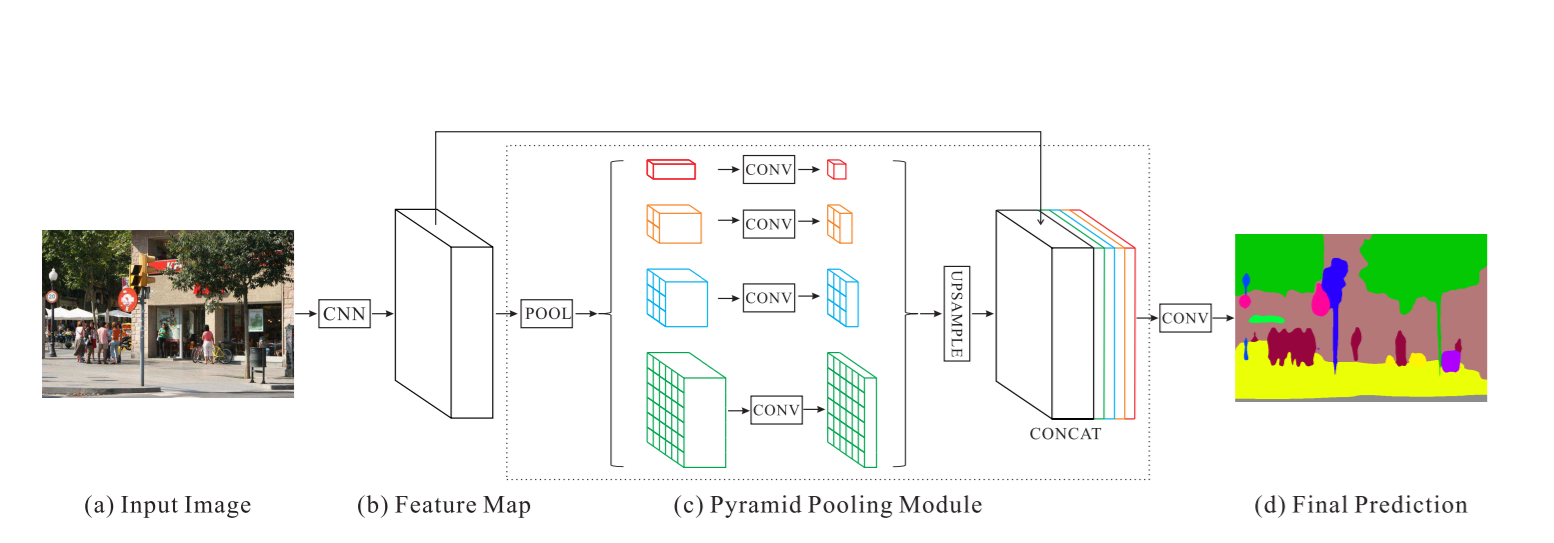 CNN
POOL
CONV
CONV
CONV
CONV
UPSAMPLE
CONCAT
CONV
(a) Input Image
(b) Feature Map
(c) Pyramid Pooling Module
(d) Final Prediction